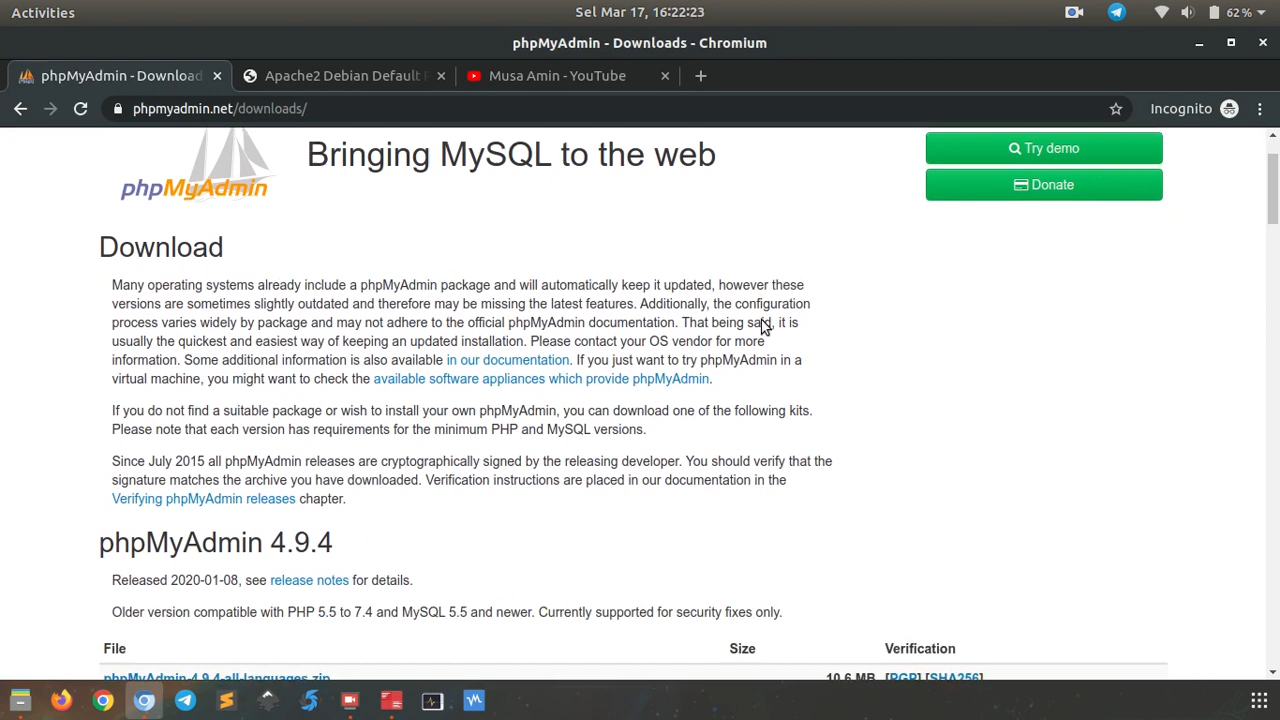 Activities
Sel Mar 17, 16:22:23
62 %
phpMyAdmin - Downloads - Chromium
phpMyAdmin - Download
Apache2 Debian Default P
Musa Amin - YouTube
phpmyadmin.net/downloads/
Incognito
phpMyAdmin
Bringing MySQL to the web
Try demo
Donate
Download
Many operating systems already include a phpMyAdmin package and will automatically keep it updated, however these
versions are sometimes slightly outdated and therefore may be missing the latest features. Additionally, the configuration
process varies widely by package and may not adhere to the official phpMyAdmin documentation. That being said, it is
usually the quickest and easiest way of keeping an updated installation. Please contact your OS vendor for more
information. Some additional information is also available in our documentation. If you just want to try phpMyAdmin in a
virtual machine, you might want to check the available software appliances which provide phpMyAdmin.
If you do not find a suitable package or wish to install your own phpMyAdmin, you can download one of the following kits.
Please note that each version has requirements for the minimum PHP and MySQL versions.
Since July 2015 all phpMyAdmin releases are cryptographically signed by the releasing developer. You should verify that the
signature matches the archive you have downloaded. Verification instructions are placed in our documentation in the
Verifying phpMyAdmin releases chapter.
phpMyAdmin 4.9.4
Released 2020-01-08, see release notes for details.
Older version compatible with PHP 5.5 to 7.4 and MySQL 5.5 and newer. Currently supported for security fixes only.
File Size Verification
phpMyAdmin-4.9.4-all-languages.zip 10.6 MB [PGP] [SHA256]